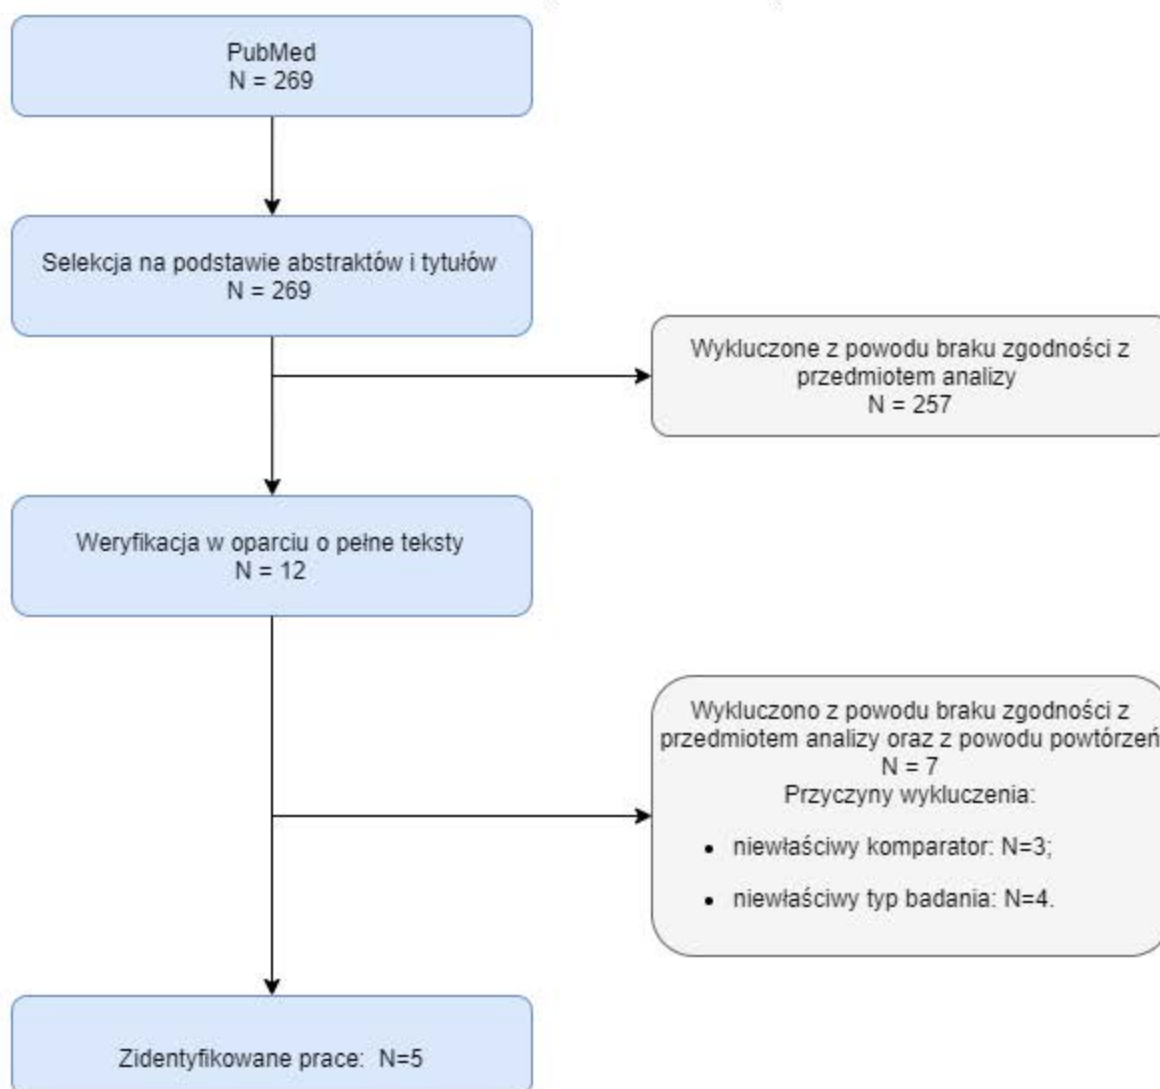 PubMed
N = 269
Selekcja na podstawie abstraktów i tytułów
N = 269
Wykluczone z powodu braku zgodności z
przedmiotem analizy
N = 257
Weryfikacja w oparciu o pełne teksty
N = 12
Wykluczono z powodu braku zgodności z
przedmiotem analizy oraz z powodu powtórzeń
N = 7
Przyczyny wykluczenia:
• niewłaściwy komparator: N=3;
• niewłaściwy typ badania: N=4.
Zidentyfikowane prace: N=5